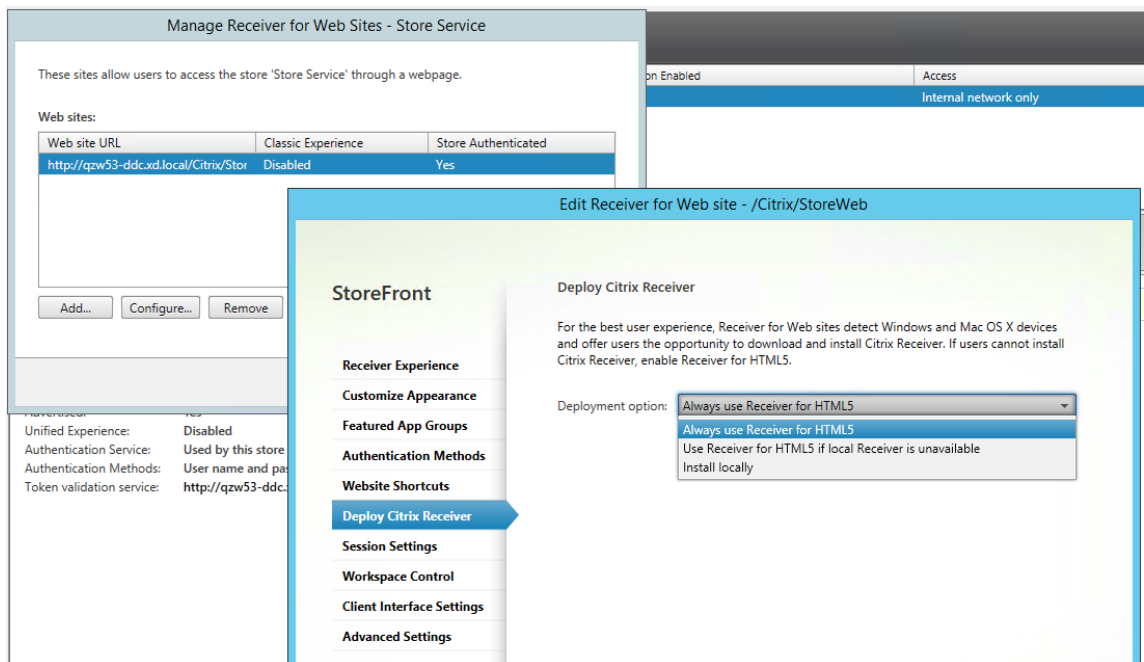 Manage Receiver for Web Sites - Store Service
These sites allow users to access the store 'Store Service' through a webpage.
Web sites:
Web site URL Classic Experience Store Authenticated
http://qzw53-ddc.xd.local/Citrix/Stor Disabled Yes
Add... Configure... Remove
Enabled Access
Internal network only
Unified Experience: Disabled
Authentication Service: Used by this store
Authentication Methods: User name and pas
Token validation service: http://qzw53-ddc.
Edit Receiver for Web site - /Citrix/StoreWeb
StoreFront
Receiver Experience
Customize Appearance
Featured App Groups
Authentication Methods
Website Shortcuts
Deploy Citrix Receiver
Session Settings
Workspace Control
Client Interface Settings
Advanced Settings
Deploy Citrix Receiver
For the best user experience, Receiver for Web sites detect Windows and Mac OS X devices
and offer users the opportunity to download and install Citrix Receiver. If users cannot install
Citrix Receiver, enable Receiver for HTML5.
Deployment option: Always use Receiver for HTML5
Always use Receiver for HTML5
Use Receiver for HTML5 if local Receiver is unavailable
Install locally